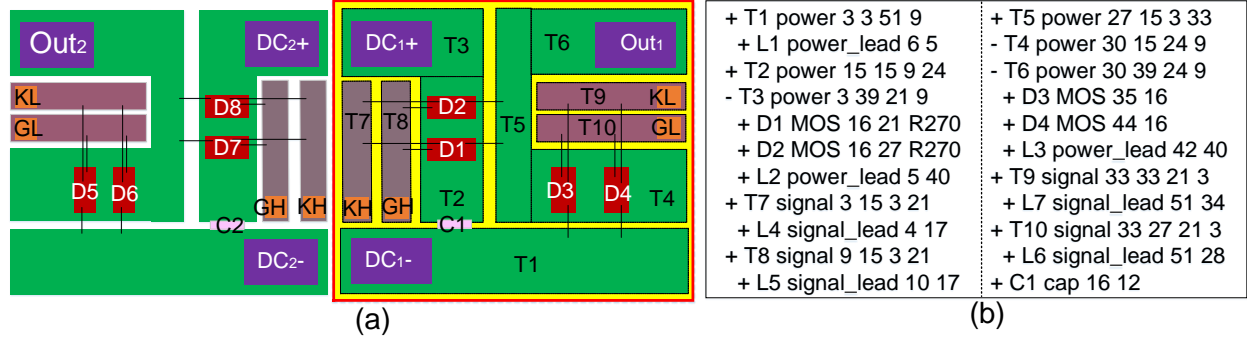 Out2
DC2+
KL
GL
D8
D7
D5
D6
GH
KH
C2
DC2-
DC1+
T3
T6
Out1
T7
T8
D2
D1
T5
T9
KL
T10
GL
D3
D4
T4
KH
GH
T2
C1
DC1-
T1
(a)
+ T1 power 3 3 51 9
+ L1 power_lead 6 5
+ T2 power 15 15 9 24
- T3 power 3 39 21 9
+ D1 MOS 16 21 R270
+ D2 MOS 16 27 R270
+ L2 power_lead 5 40
+ T7 signal 3 15 3 21
+ L4 signal_lead 4 17
+ T8 signal 9 15 3 21
+ L5 signal_lead 10 17
+ T5 power 27 15 3 33
- T4 power 30 15 24 9
- T6 power 30 39 24 9
+ D3 MOS 35 16
+ D4 MOS 44 16
+ L3 power_lead 42 40
+ T9 signal 33 33 21 3
+ L7 signal_lead 51 34
+ T10 signal 33 27 21 3
+ L6 signal_lead 51 28
+ C1 cap 16 12
(b)